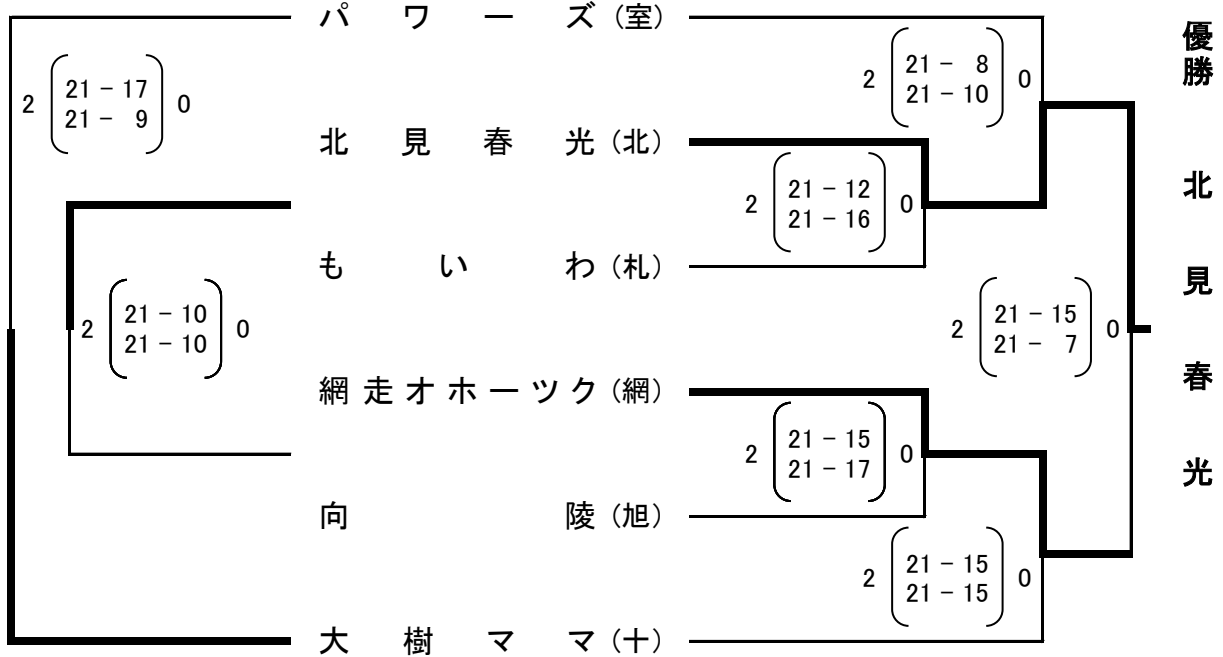 パワーズ（室）
2 21 - 17 0
21 - 9
2 21 - 8 0
21 - 10
北見春光（北）
2 21 - 12 0
21 - 16
もいわ（札）
2 21 - 10 0
21 - 10
2 21 - 15 0
21 - 7
網走オホーツク（網）
2 21 - 15 0
21 - 17
向陵（旭）
2 21 - 15 0
21 - 15
大樹ママ（十）
優勝 北見春光